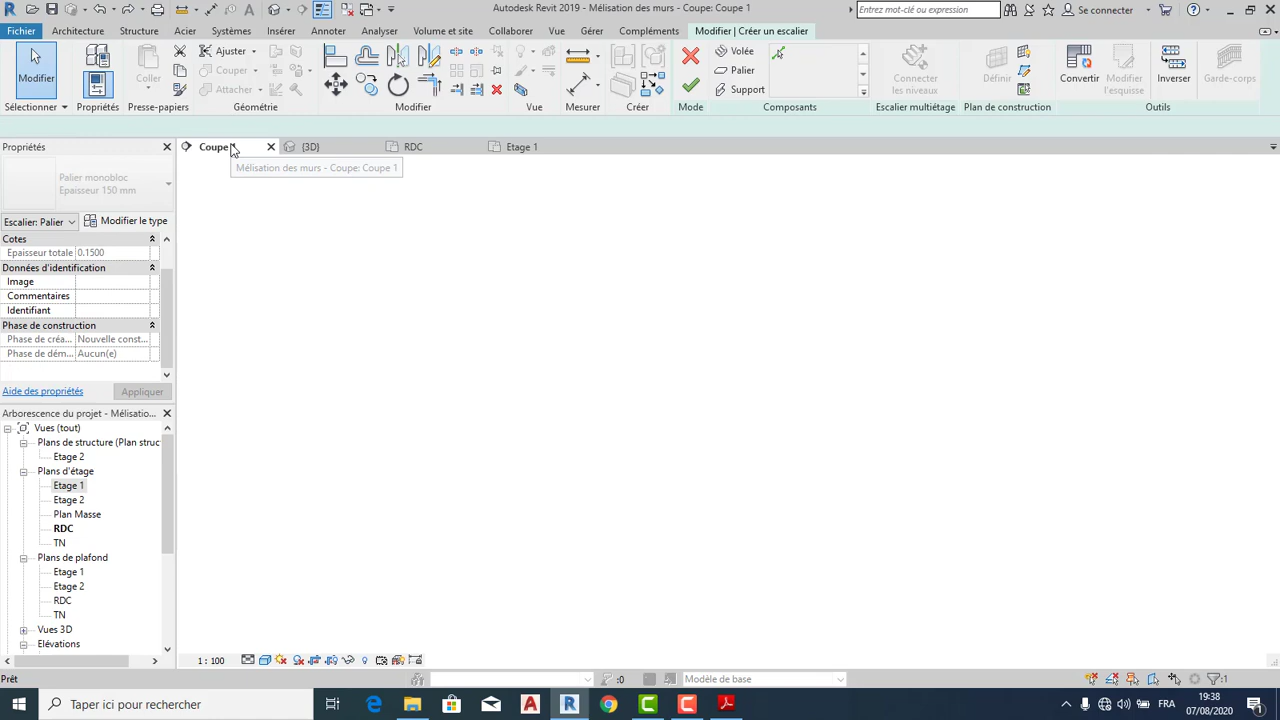 Autodesk Revit 2019 - Mélisation des murs - Coupe: Coupe 1
Entrez mot-clé ou expression
Se connecter
Fichier Architecture Structure Acier Systèmes Insérer Annoter Analyser Volume et site Collaborer Vue Gérer Compléments Modifier | Créer un escalier
Modifier
Propriétés
Coller
Ajuster
Couper
Attacher
Volée
Palier
Support
Connecter les niveaux
Définir
Convertir
Modifier l'esquisse
Inverser
Garde-corps
Sélectionner Propriétés Presse-papiers Géométrie Modifier Vue Mesurer Créer Mode Composants Escalier multiétage Plan de construction Outils
Propriétés
Coupe 1 {3D} RDC Etage 1
Mélisation des murs - Coupe: Coupe 1
Palier monobloc
Epaisseur 150 mm
Escalier: Palier Modifier le type
Cotes
Epaisseur totale 0.1500
Données d'identification
Image
Commentaires
Identifiant
Phase de construction
Phase de créa... Nouvelle const...
Phase de dém... Aucun(e)
Aide des propriétés Appliquer
Arborescence du projet - Mélisatio...
Vues (tout)
Plans de structure (Plan struc
Etage 2
Plans d'étage
Etage 1
Etage 2
Plan Masse
RDC
TN
Plans de plafond
Etage 1
Etage 2
RDC
TN
Vues 3D
Elévations
1 : 100
Prêt
:0
Modèle de base
:1
Taper ici pour rechercher
FRA
19:38
07/08/2020